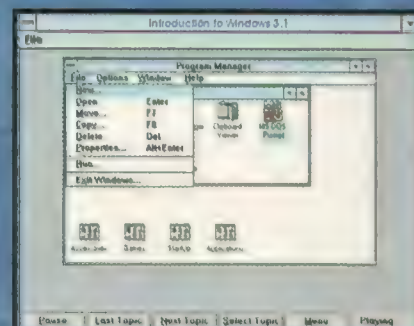 Introduction to Windows 3.1
File
Program Manager
File Options Window Help
New...
Open Enter
Move... F7
Copy... F8
Delete Del
Properties... Alt+Enter
Run...
Exit Windows...
Clipboard Viewer
MS-DOS Prompt
Games
StartUp
Pause Last Topic Next Topic Select Topic Menu Playing